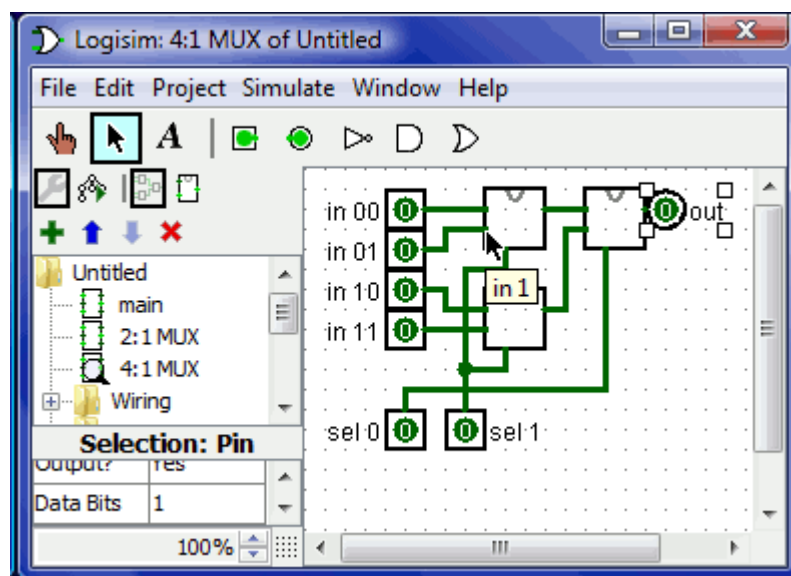 Logisim: 4:1 MUX of Untitled
File Edit Project Simulate Window Help
A
Untitled
main
2:1 MUX
4:1 MUX
Wiring
Selection: Pin
Output? Yes
Data Bits 1
100%
in 00 0
in 01 0
in 10 0
in 11 0
in 1
0 out
sel 0 0
0 sel 1